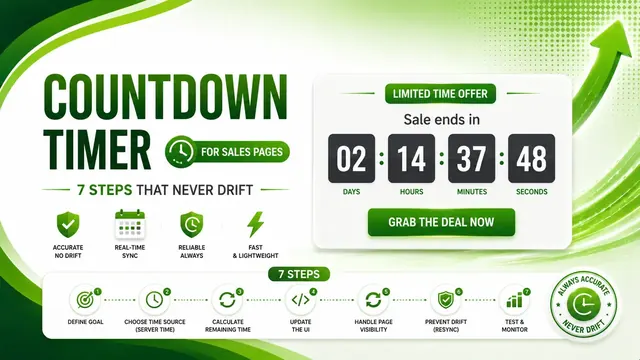 COUNTDOWN
TIMER
FOR SALES PAGES
7 STEPS THAT NEVER DRIFT
ACCURATE
NO DRIFT
REAL-TIME
SYNC
RELIABLE
ALWAYS
FAST
& LIGHTWEIGHT
LIMITED TIME OFFER
Sale ends in
02 : 14 : 37 : 48
DAYS HOURS MINUTES SECONDS
GRAB THE DEAL NOW
7 STEPS
1
DEFINE GOAL
2
CHOOSE TIME SOURCE
(SERVER TIME)
3
CALCULATE
REMAINING TIME
4
UPDATE
THE UI
5
HANDLE PAGE
VISIBILITY
6
PREVENT DRIFT
(RESYNC)
7
TEST &
MONITOR
ALWAYS ACCURATE
NEVER DRIFT